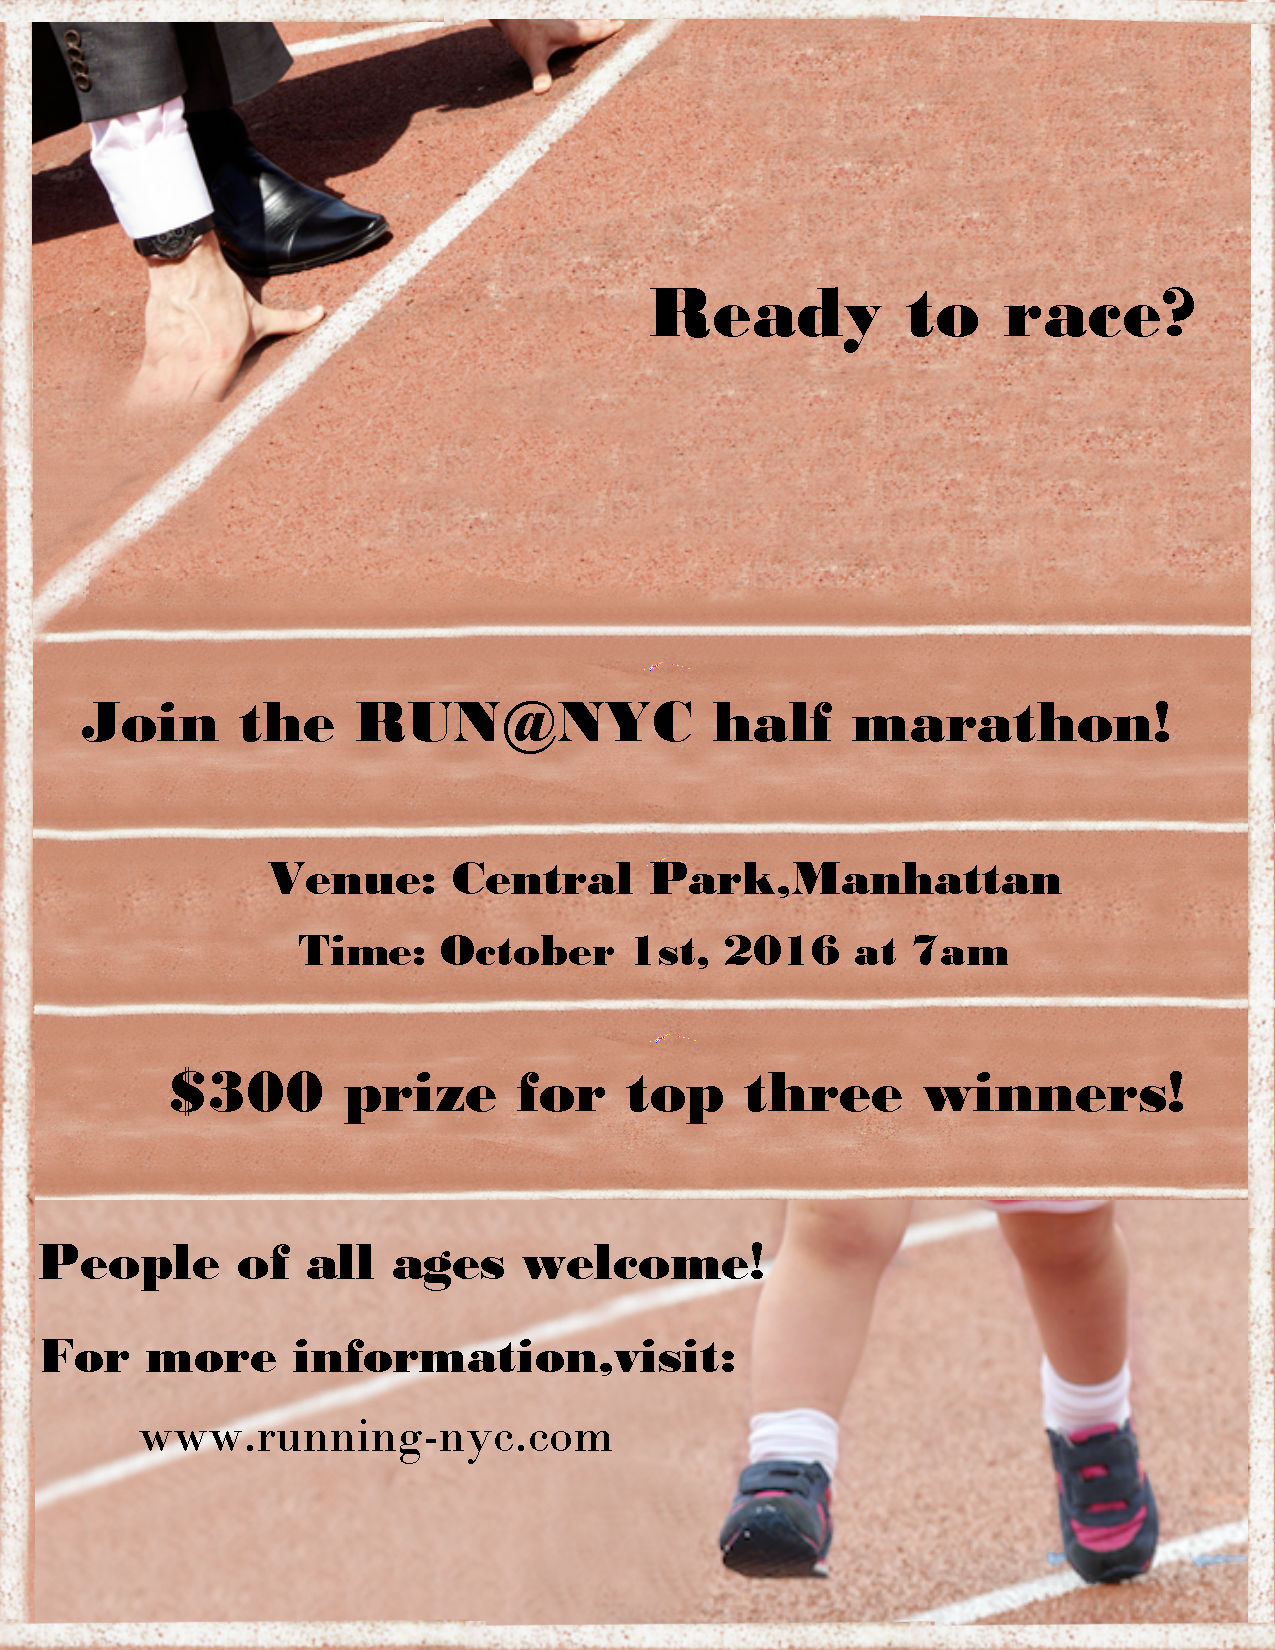 Ready to race?
Join the RUN@NYC half marathon!
Venue: Central Park,Manhattan
Time: October 1st, 2016 at 7am
$300 prize for top three winners!
People of all ages welcome!
For more information,visit:
www.running-nyc.com